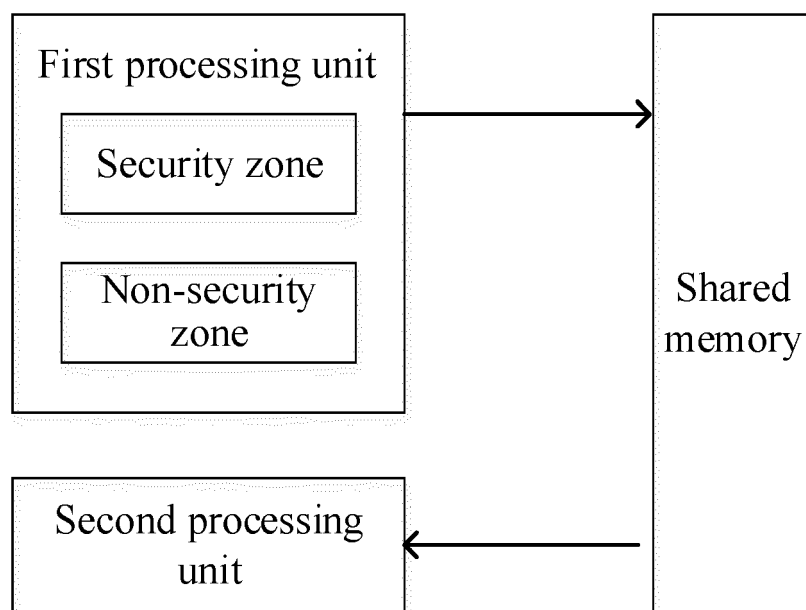 First processing unit
Security zone
Non-security
zone
Shared
memory
Second processing
unit